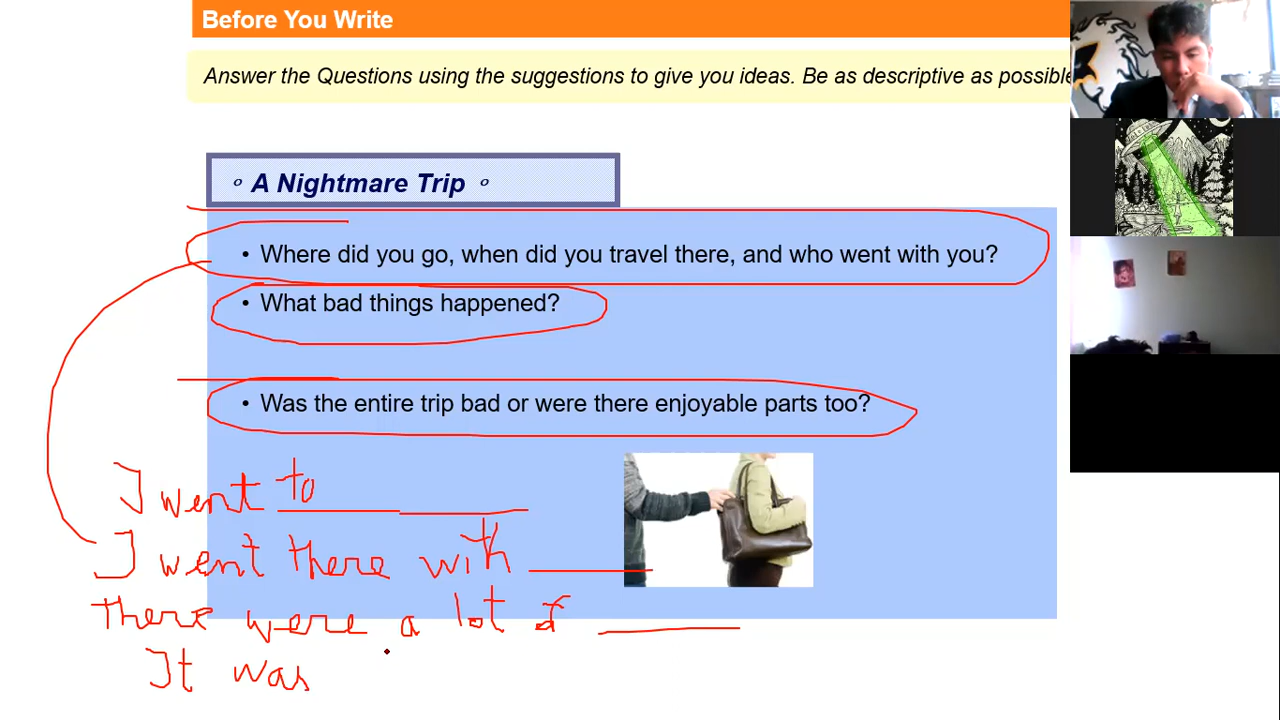 Before You Write
Answer the Questions using the suggestions to give you ideas. Be as descriptive as possible
° A Nightmare Trip °
• Where did you go, when did you travel there, and who went with you?
• What bad things happened?
• Was the entire trip bad or were there enjoyable parts too?
I went to
I went there with
There were a lot of
It was